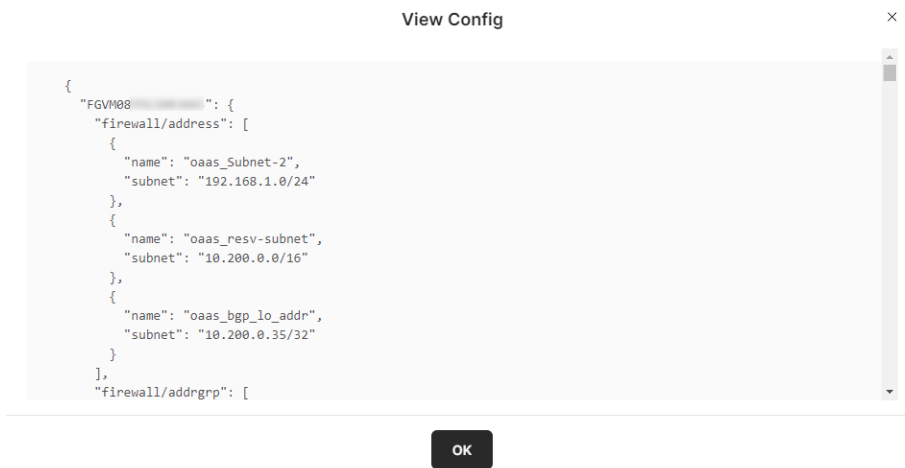 View Config
{
"FGVM08 ": {
"firewall/address": [
{
"name": "oaas_Subnet-2",
"subnet": "192.168.1.0/24"
},
{
"name": "oaas_resv-subnet",
"subnet": "10.200.0.0/16"
},
{
"name": "oaas_bgp_lo_addr",
"subnet": "10.200.0.35/32"
}
],
"firewall/addrgrp": [
OK